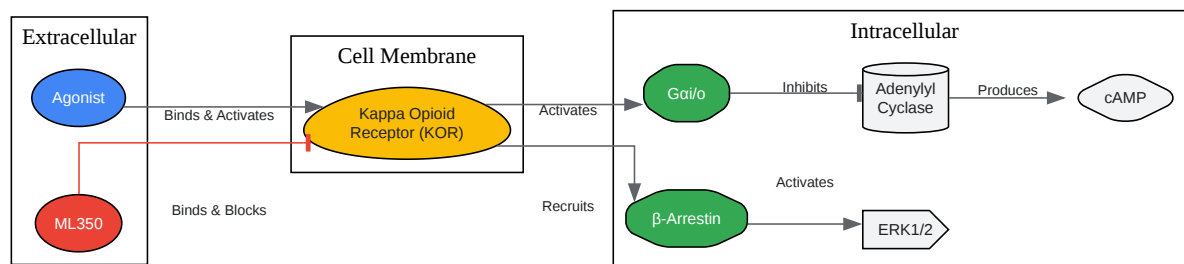 Extracellular
Cell Membrane
Intracellular
Agonist
Binds & Activates
Kappa Opioid
Receptor (KOR)
Activates
Gαi/o
Inhibits
Adenylyl
Cyclase
Produces
cAMP
ML350
Binds & Blocks
Recruits
β-Arrestin
Activates
ERK1/2